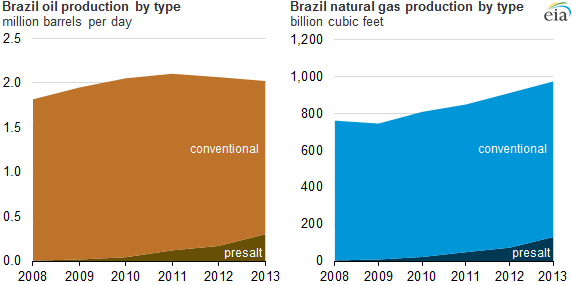 Brazil oil production by type
million barrels per day
2.5
2.0
1.5
1.0
0.5
0.0
conventional
presalt
2008 2009 2010 2011 2012 2013
Brazil natural gas production by type
billion cubic feet
eia
1,200
1,000
800
600
400
200
0
conventional
presalt
2008 2009 2010 2011 2012 2013